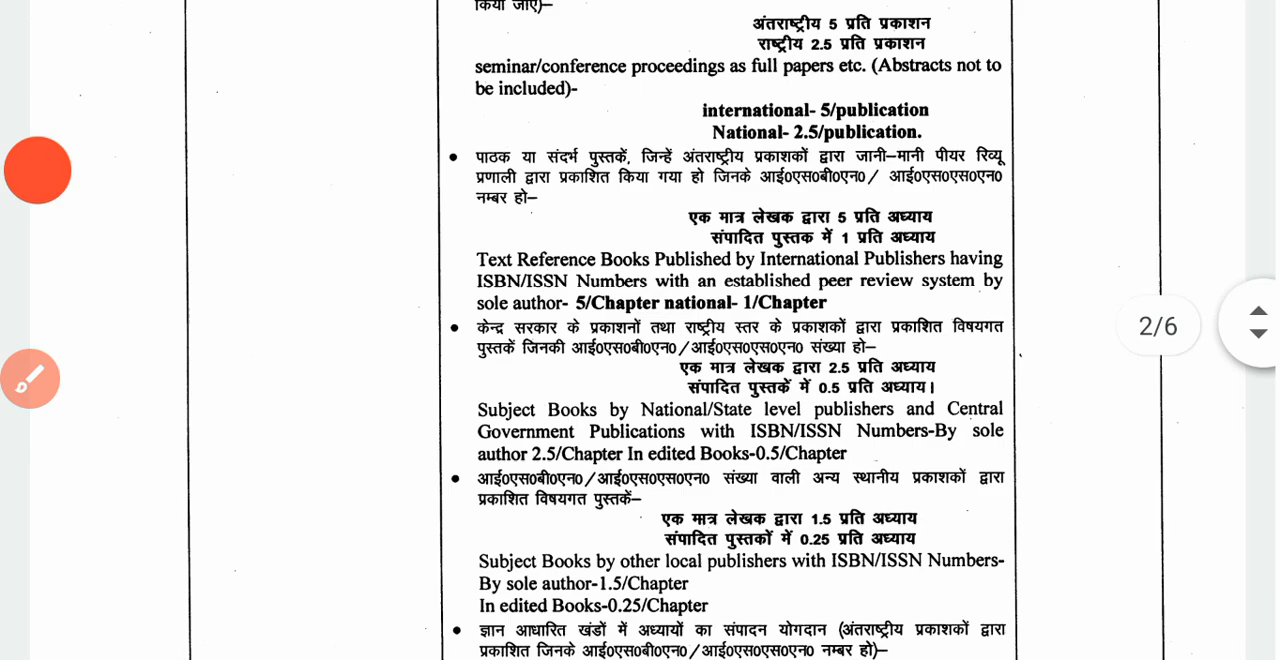 किया जाए)–
अंतराष्ट्रीय 5 प्रति प्रकाशन
राष्ट्रीय 2.5 प्रति प्रकाशन
seminar/conference proceedings as full papers etc. (Abstracts not to
be included)-
international- 5/publication
National- 2.5/publication.
• पाठक या संदर्भ पुस्तकें, जिन्हें अंतराष्ट्रीय प्रकाशकों द्वारा जानी–मानी पीयर रिव्यू
प्रणाली द्वारा प्रकाशित किया गया हो जिनके आई0एस0बी0एन0/ आई0एस0एस0एन0
नम्बर हो–
एक मात्र लेखक द्वारा 5 प्रति अध्याय
संपादित पुस्तक में 1 प्रति अध्याय
Text Reference Books Published by International Publishers having
ISBN/ISSN Numbers with an established peer review system by
sole author- 5/Chapter national- 1/Chapter
• केन्द्र सरकार के प्रकाशनों तथा राष्ट्रीय स्तर के प्रकाशकों द्वारा प्रकाशित विषयगत
पुस्तकें जिनकी आई0एस0बी0एन0/आई0एस0एस0एन0 संख्या हो–
एक मात्र लेखक द्वारा 2.5 प्रति अध्याय
संपादित पुस्तकें में 0.5 प्रति अध्याय।
Subject Books by National/State level publishers and Central
Government Publications with ISBN/ISSN Numbers-By sole
author 2.5/Chapter In edited Books-0.5/Chapter
• आई0एस0बी0एन0/आई0एस0एस0एन0 संख्या वाली अन्य स्थानीय प्रकाशकों द्वारा
प्रकाशित विषयगत पुस्तकें–
एक मात्र लेखक द्वारा 1.5 प्रति अध्याय
संपादित पुस्तकों में 0.25 प्रति अध्याय
Subject Books by other local publishers with ISBN/ISSN Numbers-
By sole author-1.5/Chapter
In edited Books-0.25/Chapter
• ज्ञान आधारित खंडों में अध्यायों का संपादन योगदान (अंतराष्ट्रीय प्रकाशकों द्वारा
प्रकाशित जिनके आई0एस0बी0एन0/आई0एस0एस0एन0 नम्बर हो)–
2/6